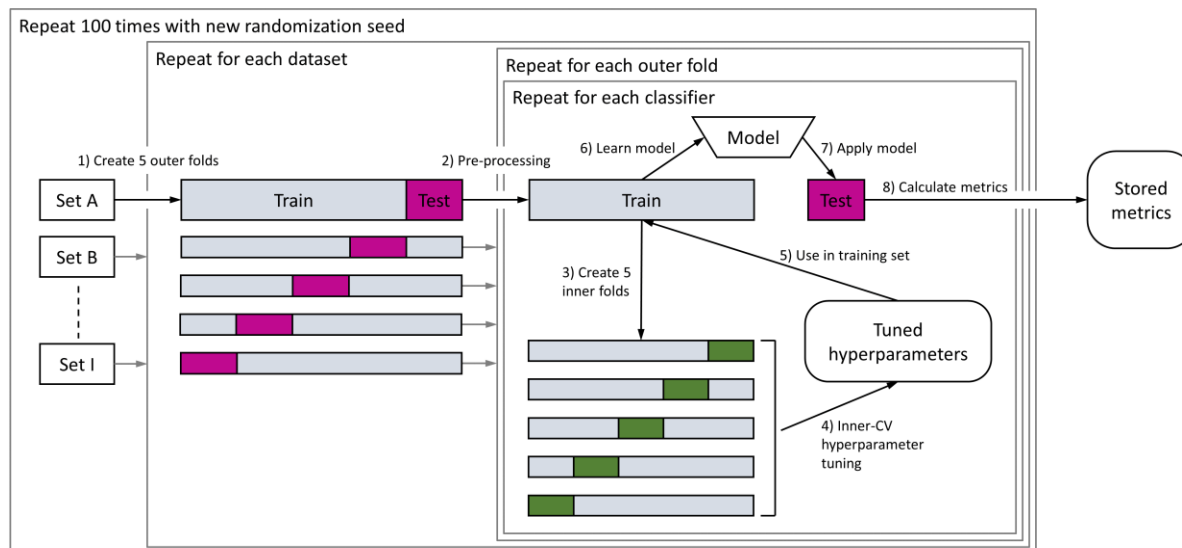 Repeat 100 times with new randomization seed
Repeat for each dataset
Repeat for each outer fold
Repeat for each classifier
1) Create 5 outer folds
2) Pre-processing
6) Learn model
Model
7) Apply model
8) Calculate metrics
Set A
Train
Test
Train
Test
Stored
metrics
Set B
3) Create 5
inner folds
5) Use in training set
Set I
Tuned
hyperparameters
4) Inner-CV
hyperparameter
tuning